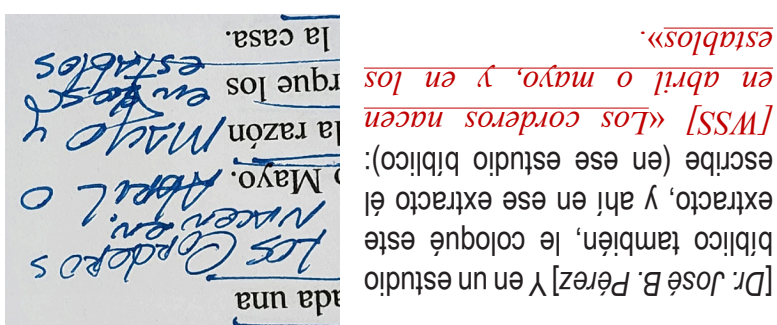 [Dr. José B. Pérez] Y en un estudio
bíblico también, le coloqué este
extracto, y ahí en ese extracto él
escribe (en ese estudio bíblico):
[WSS] «Los corderos nacen
en abril o mayo, y en los
establos».
ada una
Los Corderos
Nacen en.
o Mayo. Abril o
la razón Mayo y
rque los en los
establos
la casa.